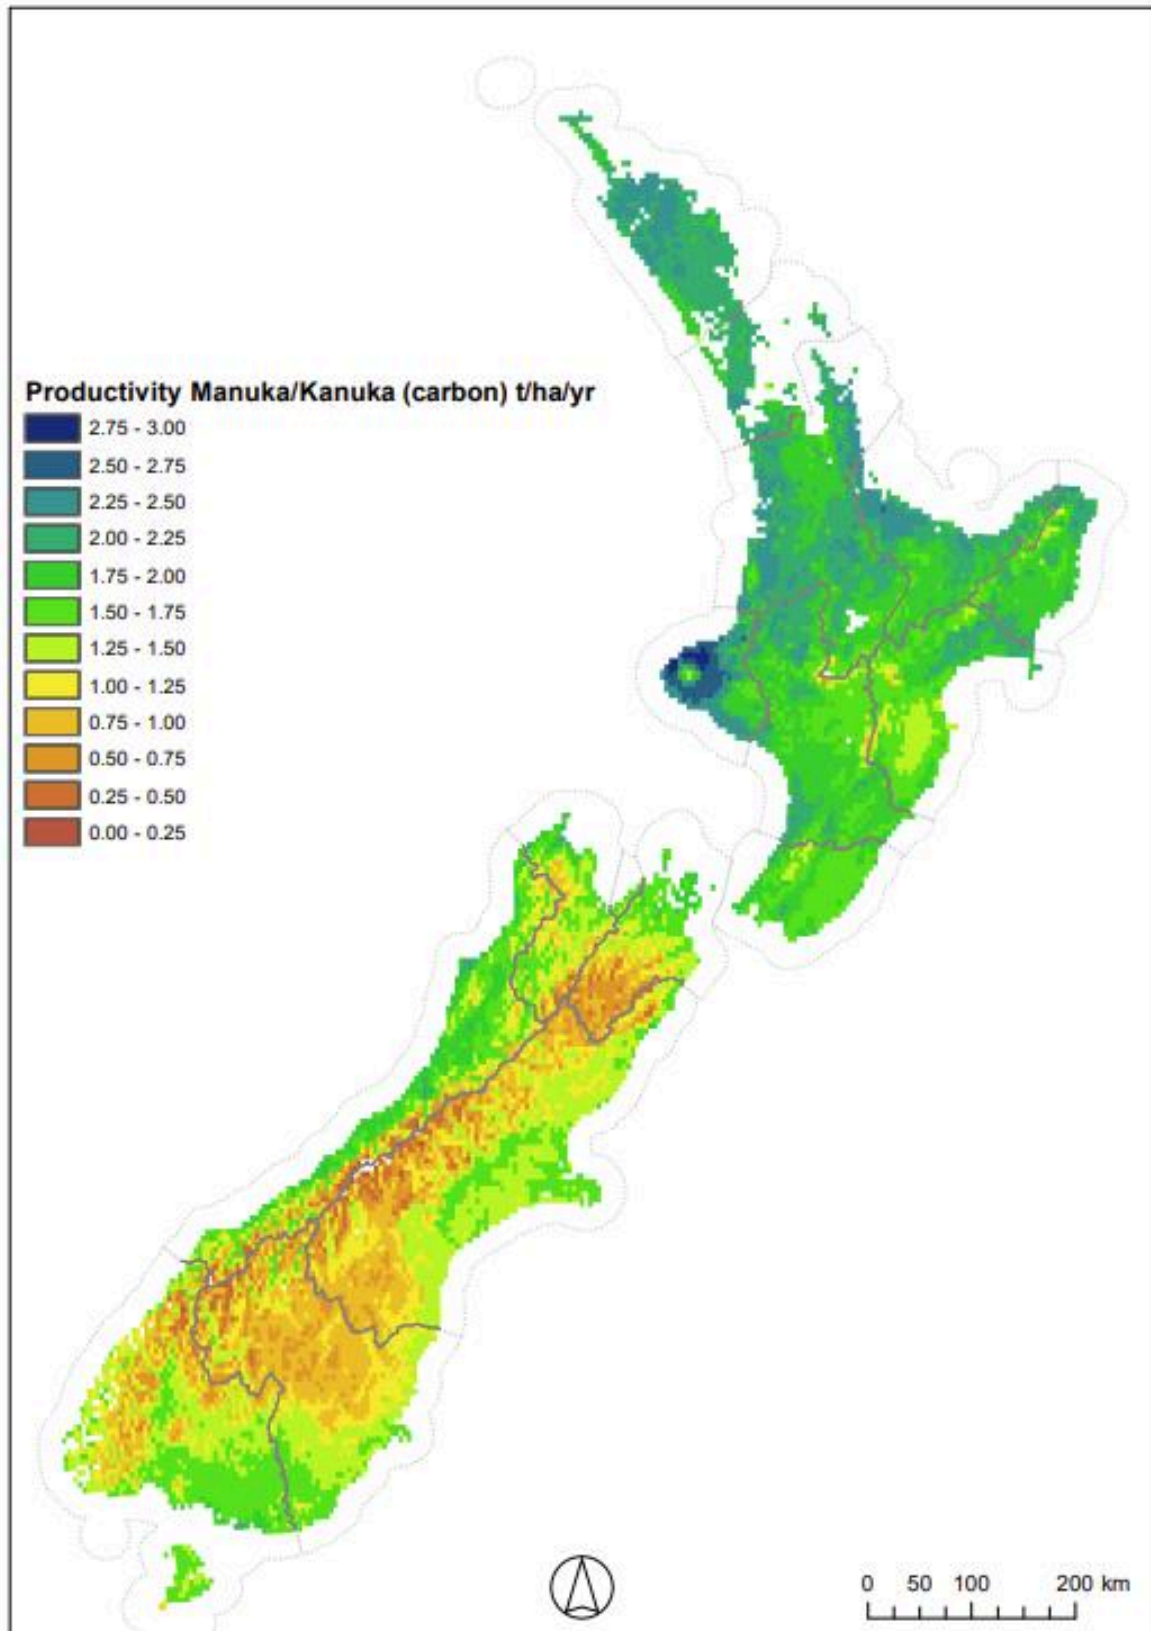 Productivity Manuka/Kanuka (carbon) t/ha/yr
2.75 - 3.00
2.50 - 2.75
2.25 - 2.50
2.00 - 2.25
1.75 - 2.00
1.50 - 1.75
1.25 - 1.50
1.00 - 1.25
0.75 - 1.00
0.50 - 0.75
0.25 - 0.50
0.00 - 0.25
0 50 100 200 km